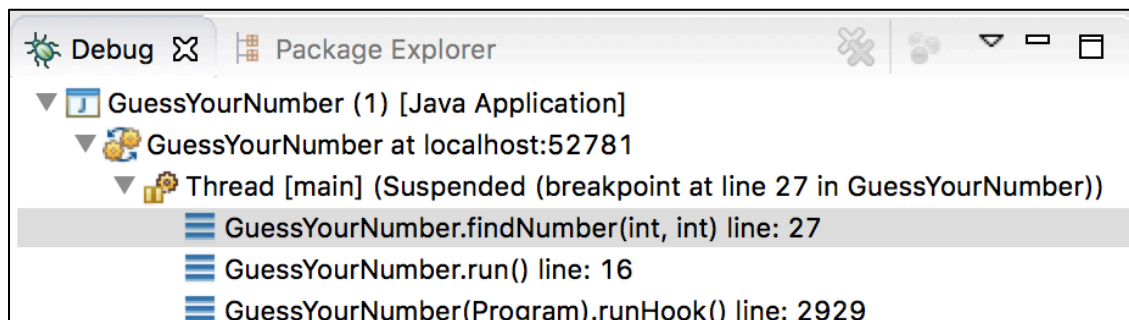 Debug Package Explorer
GuessYourNumber (1) [Java Application]
GuessYourNumber at localhost:52781
Thread [main] (Suspended (breakpoint at line 27 in GuessYourNumber))
GuessYourNumber.findNumber(int, int) line: 27
GuessYourNumber.run() line: 16
GuessYourNumber(Program).runHook() line: 2929